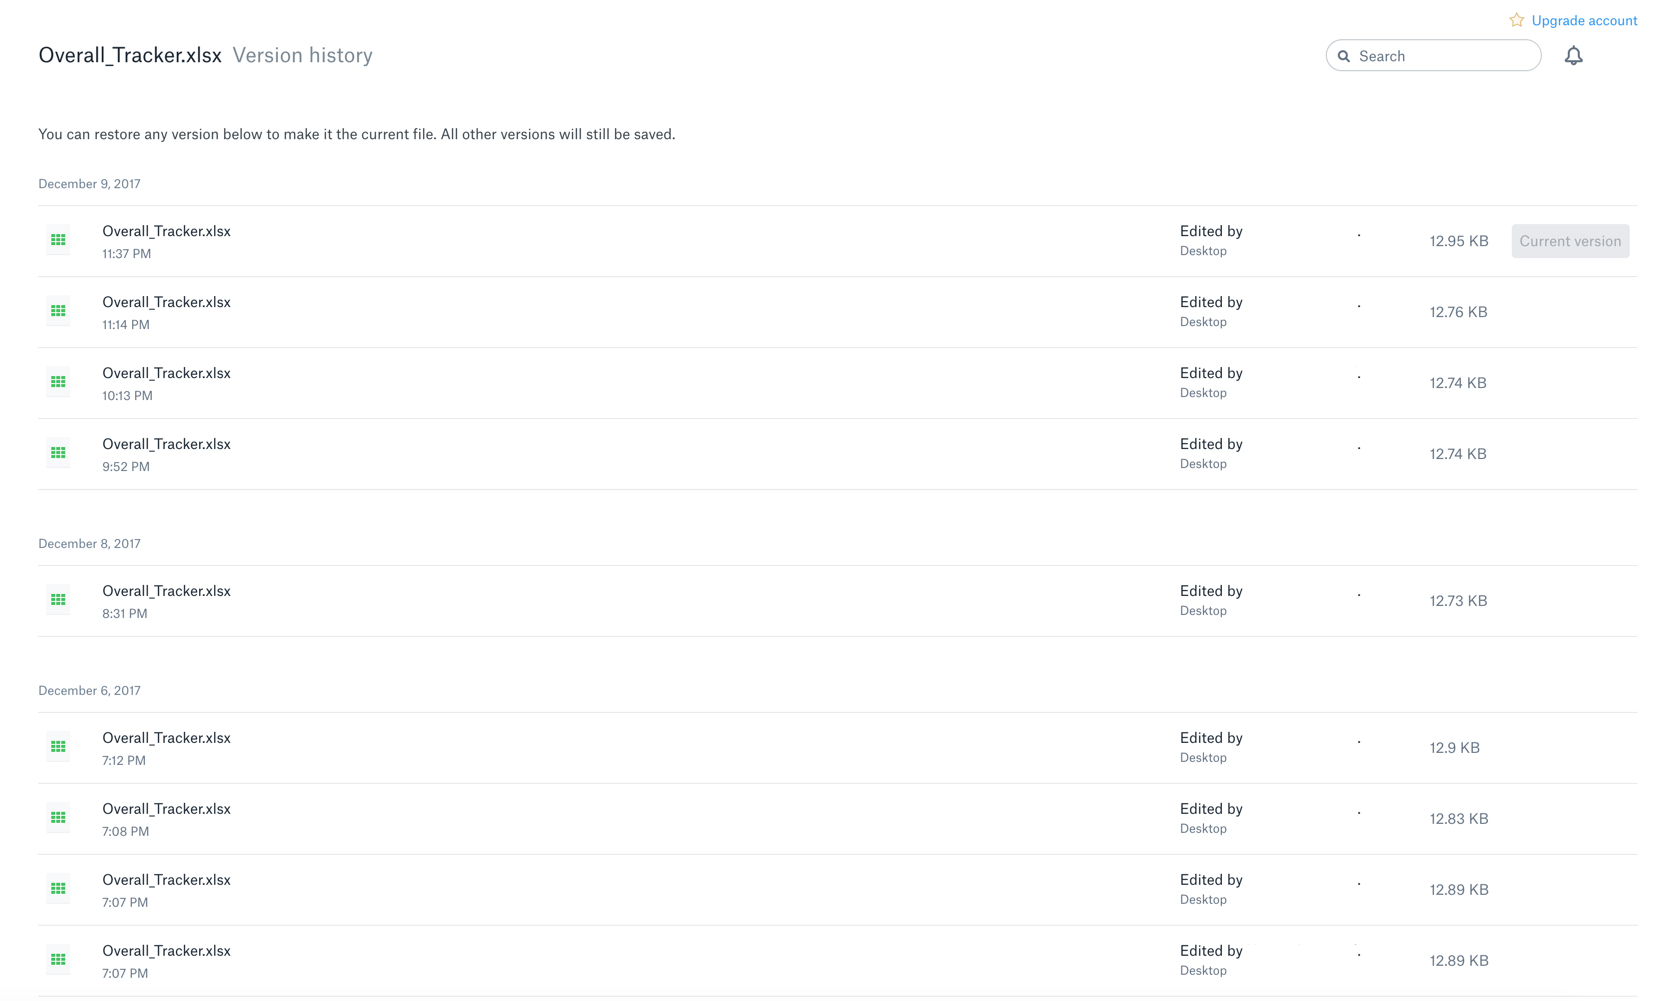 Upgrade account
Overall_Tracker.xlsx Version history
Search
You can restore any version below to make it the current file. All other versions will still be saved.
December 9, 2017
Overall_Tracker.xlsx Edited by .
11:37 PM Desktop 12.95 KB Current version
Overall_Tracker.xlsx Edited by .
11:14 PM Desktop 12.76 KB
Overall_Tracker.xlsx Edited by .
10:13 PM Desktop 12.74 KB
Overall_Tracker.xlsx Edited by .
9:52 PM Desktop 12.74 KB
December 8, 2017
Overall_Tracker.xlsx Edited by .
8:31 PM Desktop 12.73 KB
December 6, 2017
Overall_Tracker.xlsx Edited by .
7:12 PM Desktop 12.9 KB
Overall_Tracker.xlsx Edited by .
7:08 PM Desktop 12.83 KB
Overall_Tracker.xlsx Edited by .
7:07 PM Desktop 12.89 KB
Overall_Tracker.xlsx Edited by .
7:07 PM Desktop 12.89 KB